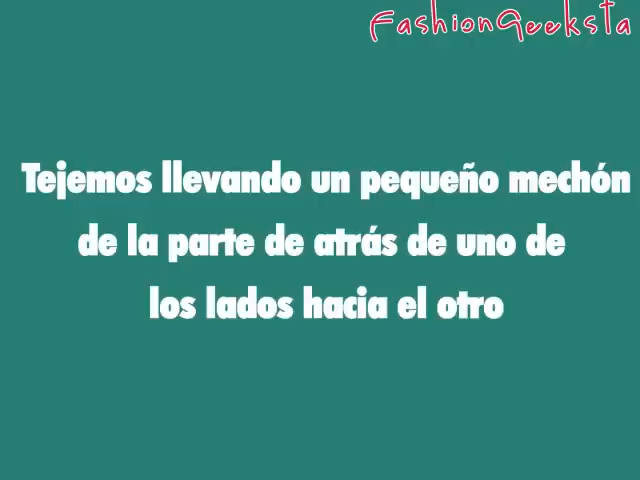 FashionGeeksta
Tejemos llevando un pequeño mechón
de la parte de atrás de uno de
los lados hacia el otro